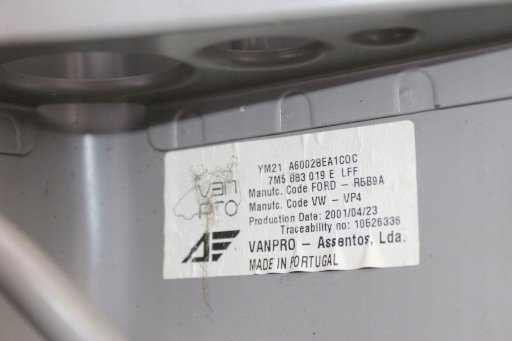 YM21 A60028EA1C0C
7M5 883 019 E LFF
Manufc. Code FORD - R6B9A
Manufc. Code VW - VP4
Production Date: 2001/04/23
Traceability no: 10526336
VAN
PRO
VANPRO - Assentos, Lda.
MADE IN PORTUGAL